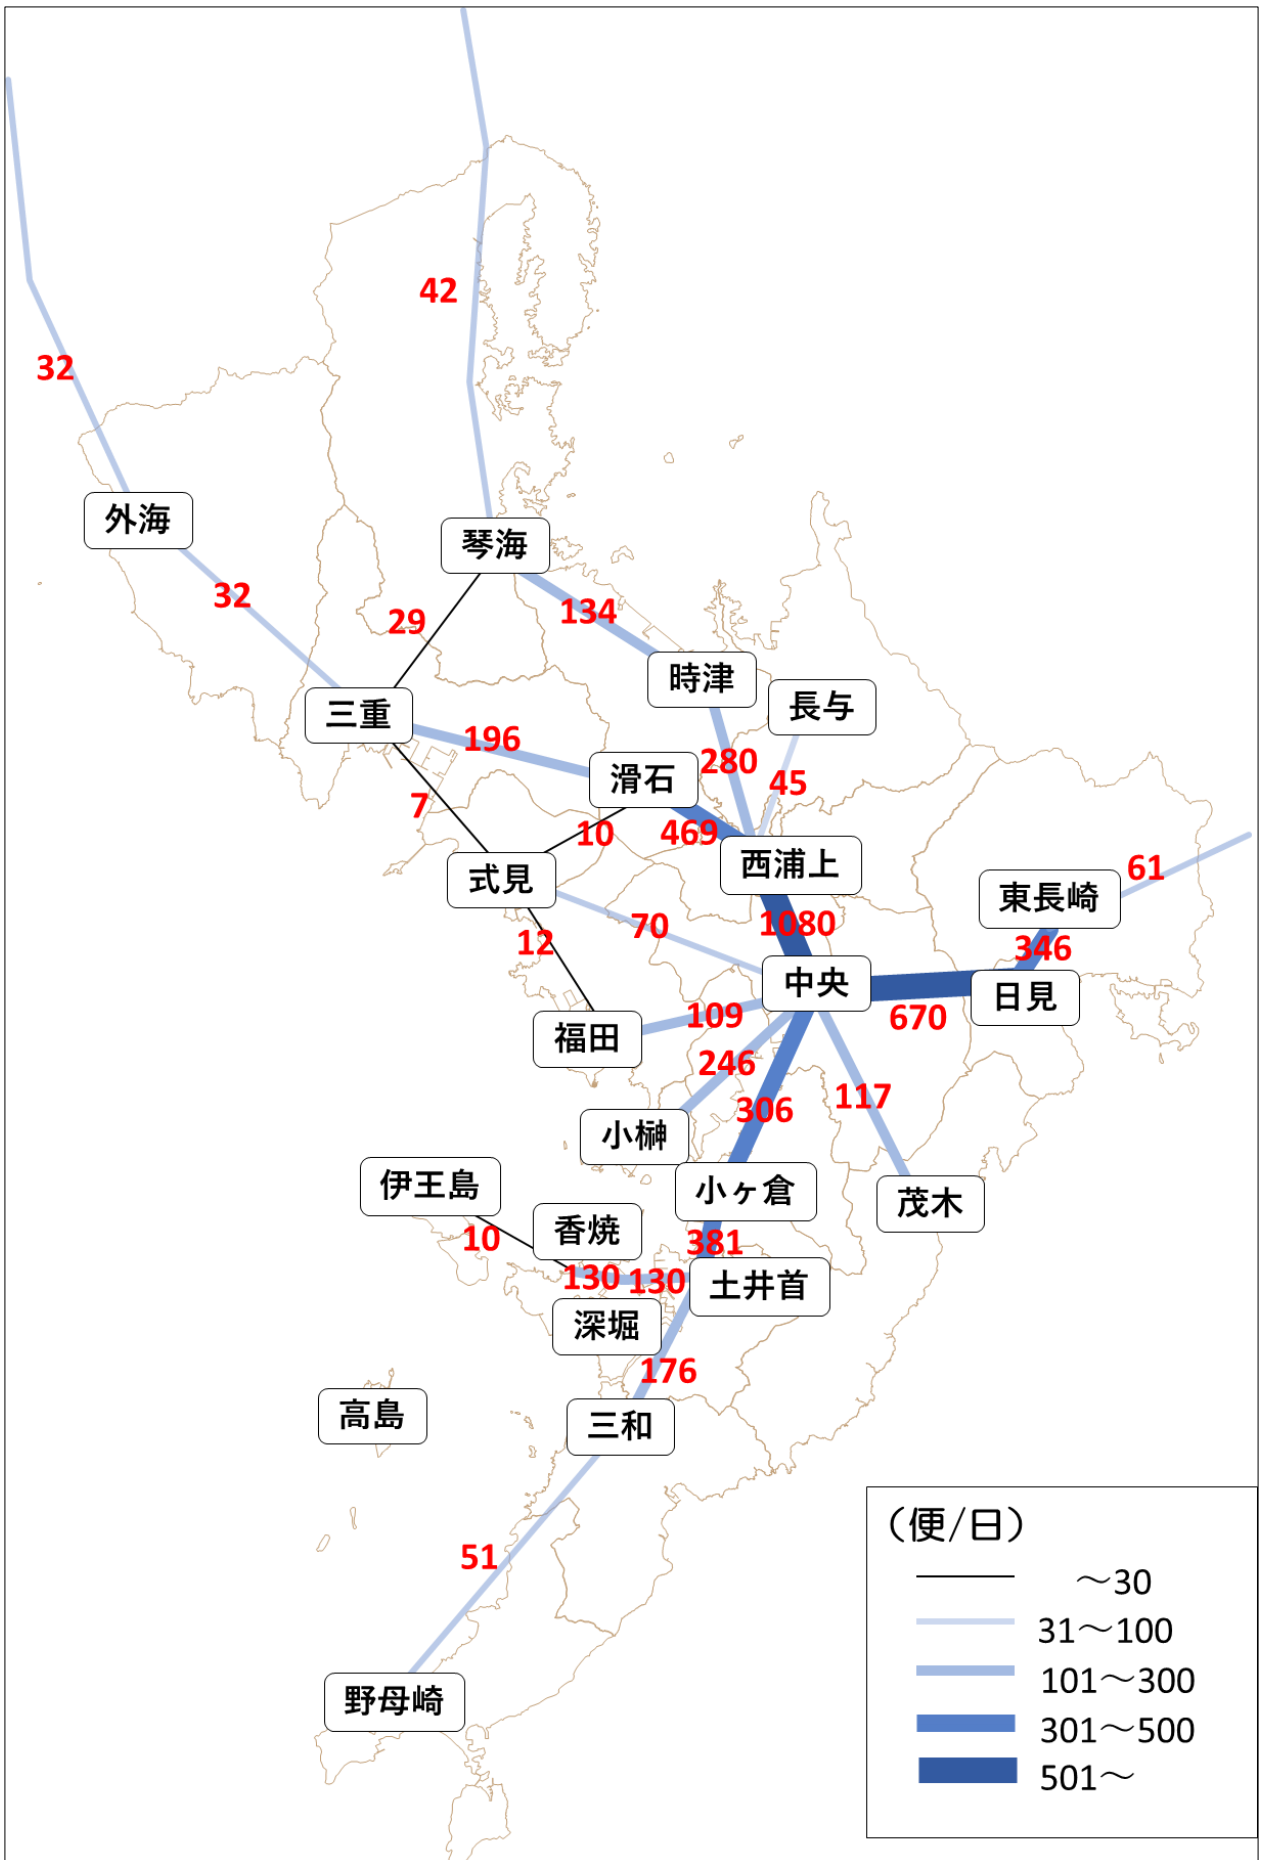 42
32
外海
琴海
32
29
134
時津
長与
三重
196
滑石
280
45
7
10
469
西浦上
式見
61
東長崎
70
1080
12
346
中央
日見
109
670
福田
246
117
306
小榊
伊王島
小ヶ倉
茂木
香焼
10
381
130
130
土井首
深堀
176
高島
三和
51
野母崎
（便/日）
～30
31～100
101～300
301～500
501～